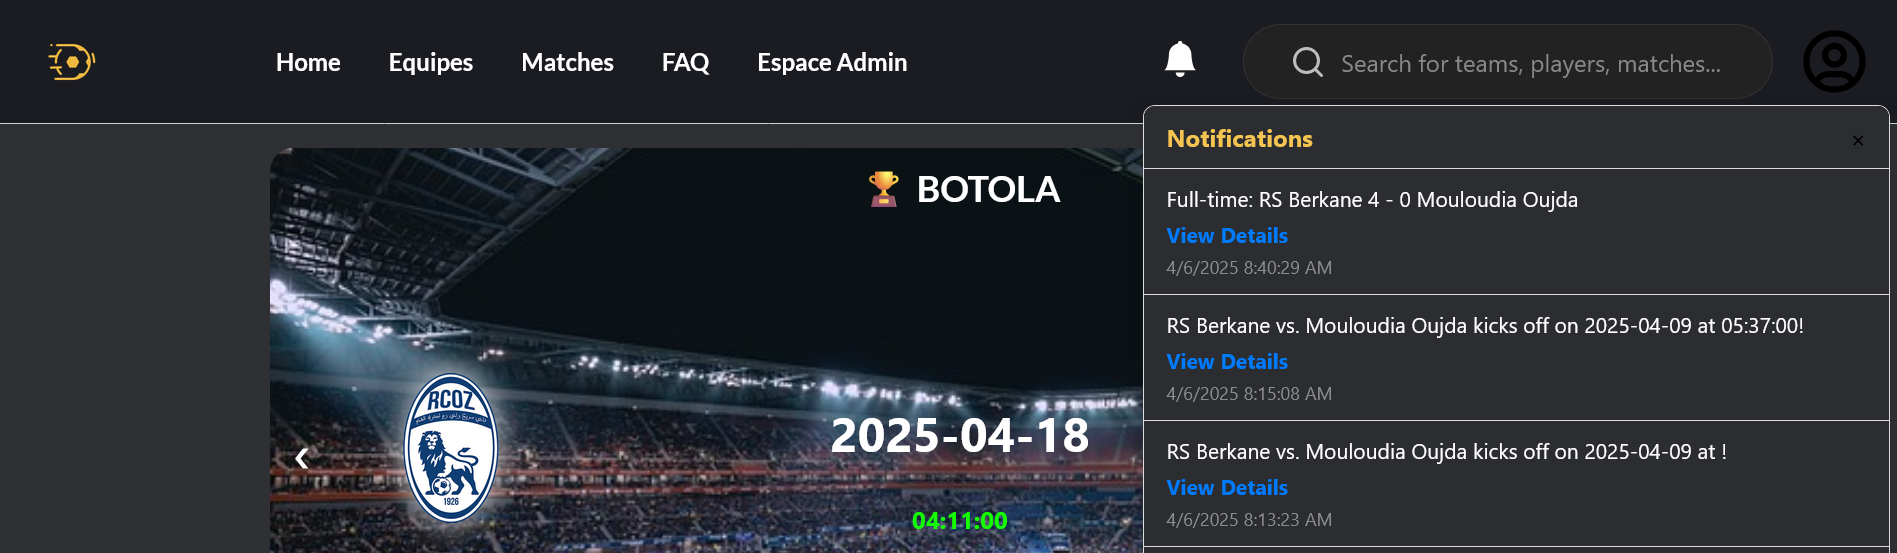 Home Equipes Matches FAQ Espace Admin
Search for teams, players, matches...
Notifications
×
Full-time: RS Berkane 4 - 0 Mouloudia Oujda
View Details
4/6/2025 8:40:29 AM
RS Berkane vs. Mouloudia Oujda kicks off on 2025-04-09 at 05:37:00!
View Details
4/6/2025 8:15:08 AM
RS Berkane vs. Mouloudia Oujda kicks off on 2025-04-09 at !
View Details
4/6/2025 8:13:23 AM
🏆 BOTOLA
RCOZ
1926
❮
2025-04-18
04:11:00